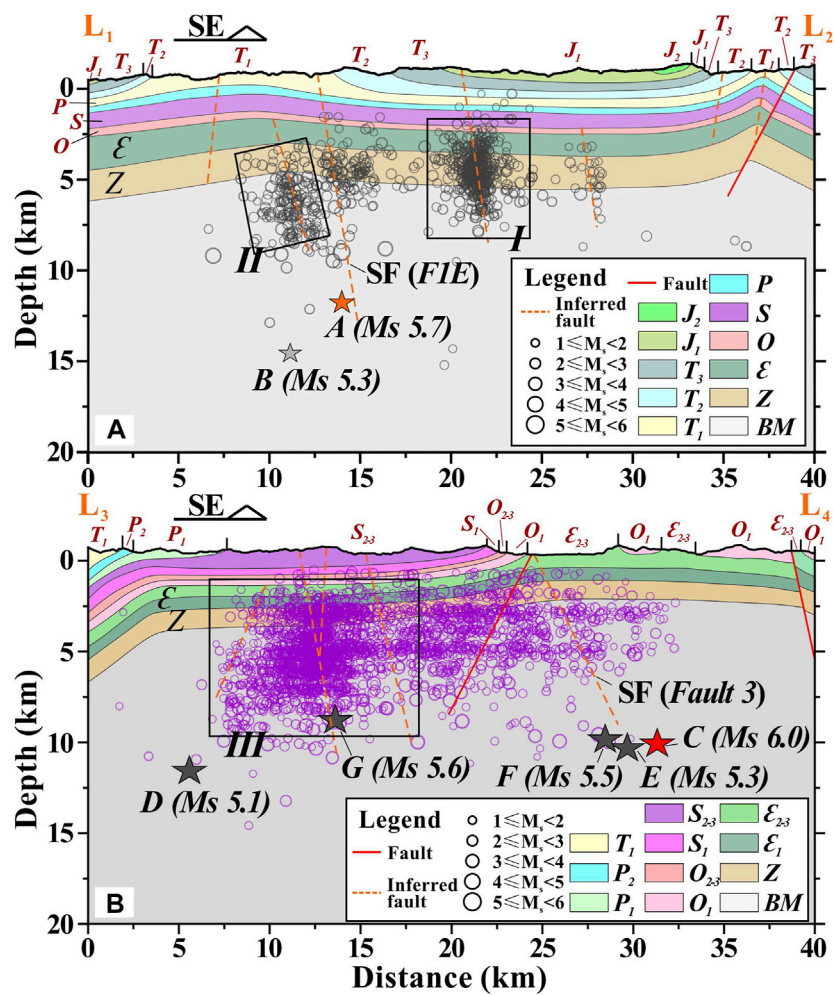 L1 SE L2
J1 T3 T2 T1 T2 T3 J1 J2 J1 T3 T2 T1 T2 T3
0
P
S
O
Є
Z
5
10
15
20
Depth (km)
II
I
SF (F1E)
A (Ms 5.7)
B (Ms 5.3)
Legend
Inferred fault
1≤Ms<2
2≤Ms<3
3≤Ms<4
4≤Ms<5
5≤Ms<6
Fault
J2
J1
T3
T2
T1
P
S
O
Є
Z
BM
A
0 5 10 15 20 25 30 35 40
L3 SE L4
T1 P2 P1 S2-3 S1 O2-3 O1 Є2-3 O1 Є2-3 O1 Є2-3 O1
0
Є
Z
5
10
15
20
Depth (km)
III
SF (Fault 3)
C (Ms 6.0)
G (Ms 5.6)
F (Ms 5.5)
E (Ms 5.3)
D (Ms 5.1)
Legend
Fault
Inferred
fault
1≤Ms<2
2≤Ms<3
3≤Ms<4
4≤Ms<5
5≤Ms<6
T1
P2
P1
S2-3
S1
O2-3
O1
Є2-3
Є1
Z
BM
B
0 5 10 15 20 25 30 35 40
Distance (km)